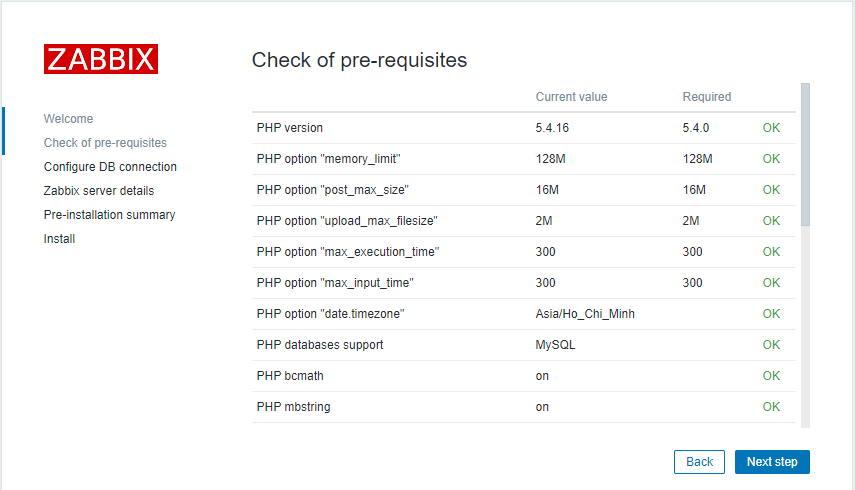 ZABBIX
Welcome
Check of pre-requisites
Configure DB connection
Zabbix server details
Pre-installation summary
Install
Check of pre-requisites
Current value Required
PHP version 5.4.16 5.4.0 OK
PHP option "memory_limit" 128M 128M OK
PHP option "post_max_size" 16M 16M OK
PHP option "upload_max_filesize" 2M 2M OK
PHP option "max_execution_time" 300 300 OK
PHP option "max_input_time" 300 300 OK
PHP option "date.timezone" Asia/Ho_Chi_Minh OK
PHP databases support MySQL OK
PHP bcmath on OK
PHP mbstring on OK
Back Next step